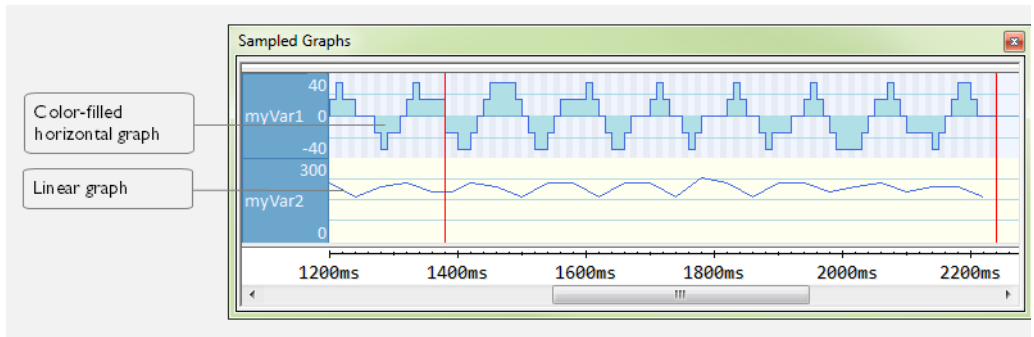 Sampled Graphs
Color-filled
horizontal graph
Linear graph
40
myVar1 0
-40
300
myVar2
0
1200ms 1400ms 1600ms 1800ms 2000ms 2200ms